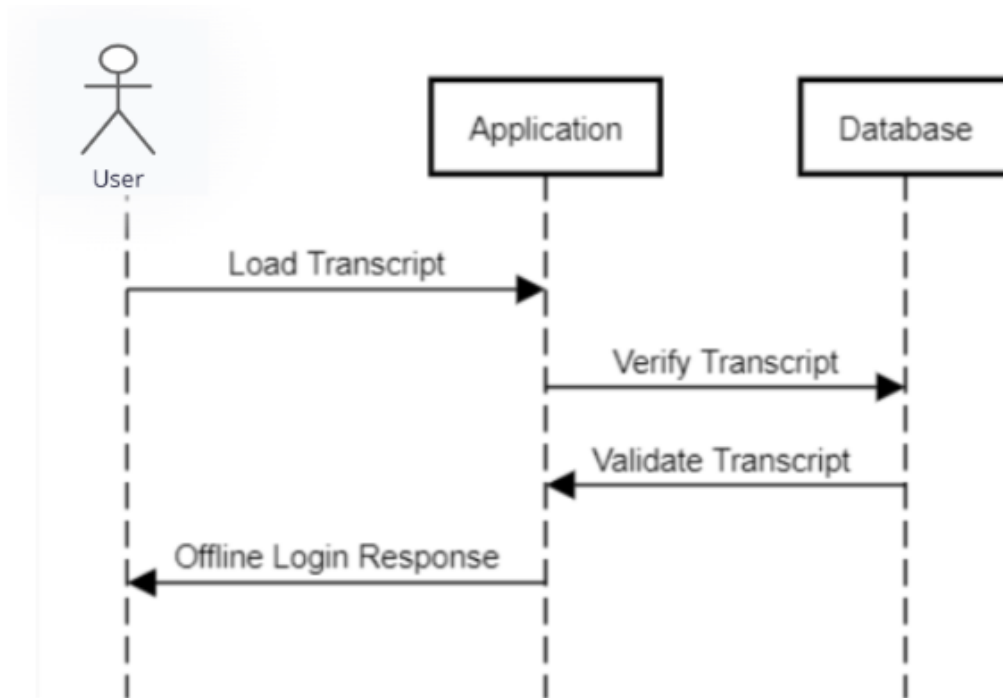 User
Application
Database
Load Transcript
Verify Transcript
Validate Transcript
Offline Login Response